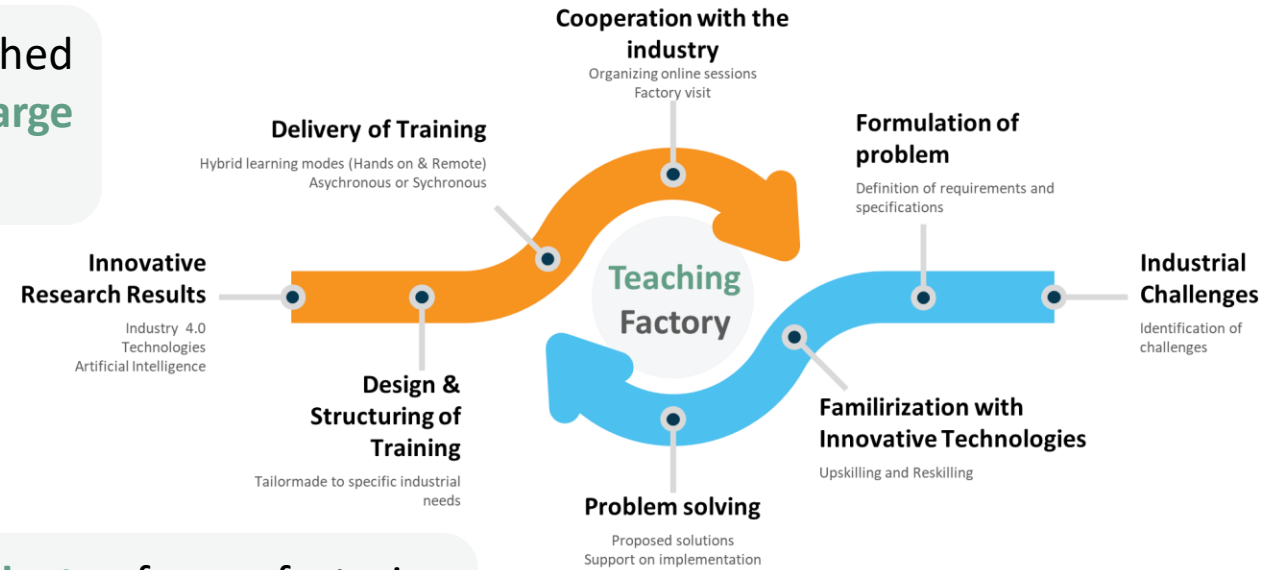 Cooperation with the
industry
Organizing online sessions
Factory visit
Delivery of Training
Hybrid learning modes (Hands on & Remote)
Asychronous or Sychronous
Formulation of
problem
Definition of requirements and
specifications
Innovative
Research Results
Industry 4.0
Technologies
Artificial Intelligence
Teaching
Factory
Industrial
Challenges
Identification of
challenges
Design &
Structuring of
Training
Tailormade to specific industrial
needs
Familirization with
Innovative Technologies
Upskilling and Reskilling
Problem solving
Proposed solutions
Support on implementation